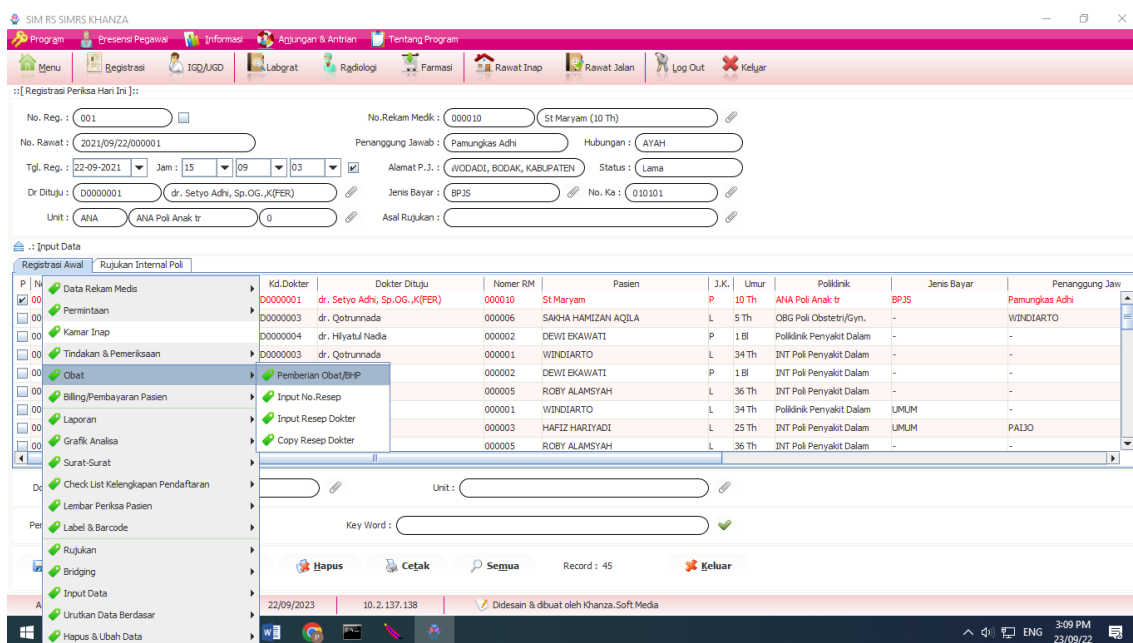 SIM RS SIMRS KHANZA
Program Presensi Pegawai Informasi Anjungan & Antrian Tentang Program
Menu Registrasi IGD/UGD Laborat Radiologi Farmasi Rawat Inap Rawat Jalan Log Out Keluar
::[ Registrasi Periksa Hari Ini ]::
No. Reg. : 001 No.Rekam Medik : 000010 St Maryam (10 Th)
No. Rawat : 2021/09/22/000001 Penanggung Jawab : Pamungkas Adhi Hubungan : AYAH
Tgl. Reg. : 22-09-2021 Jam : 15 09 03 Alamat P.J. : WODADI, BODAK, KABUPATEN Status : Lama
Dr Dituju : D0000001 dr. Setyo Adhi, Sp.OG.,K(FER) Jenis Bayar : BPJS No. Ka : 010101
Unit : ANA ANA Poli Anak tr 0 Asal Rujukan :
.: Input Data
Registrasi Awal Rujukan Internal Poli
P Kd.Dokter Dokter Dituju Nomer RM Pasien J.K. Umur Poliklinik Jenis Bayar Penanggung Jaw
00 D0000001 dr. Setyo Adhi, Sp.OG.,K(FER) 000010 St Maryam P 10 Th ANA Poli Anak tr BPJS Pamungkas Adhi
00 D0000003 dr. Qotrunnada 000006 SAKHA HAMIZAN AQILA L 5 Th OBG Poli Obstetri/Gyn. - WINDIARTO
00 D0000004 dr. Hilyatul Nadia 000002 DEWI EKAWATI P 1 Bl Poliklinik Penyakit Dalam - -
00 D0000003 dr. Qotrunnada 000001 WINDIARTO L 34 Th INT Poli Penyakit Dalam - -
00 000002 DEWI EKAWATI P 1 Bl INT Poli Penyakit Dalam - -
00 000005 ROBY ALAMSYAH L 36 Th INT Poli Penyakit Dalam - -
00 000001 WINDIARTO L 34 Th INT Poli Penyakit Dalam UMUM -
00 000003 HAFIZ HARIYADI L 25 Th INT Poli Penyakit Dalam UMUM PAIJO
00 000005 ROBY ALAMSYAH L 36 Th INT Poli Penyakit Dalam - -
Data Rekam Medis
Permintaan
Kamar Inap
Tindakan & Pemeriksaan
Obat
Billing/Pembayaran Pasien
Laporan
Grafik Analisa
Surat-Surat
Check List Kelengkapan Pendaftaran
Lembar Periksa Pasien
Label & Barcode
Rujukan
Bridging
Input Data
Urutkan Data Berdasar
Hapus & Ubah Data
Pemberian Obat/BHP
Input No.Resep
Input Resep Dokter
Copy Resep Dokter
Unit :
Key Word :
Hapus Cetak Semua Record : 45 Keluar
22/09/2023 10.2.137.138 Didesain & dibuat oleh Khanza.Soft Media
ENG 3:09 PM
23/09/22